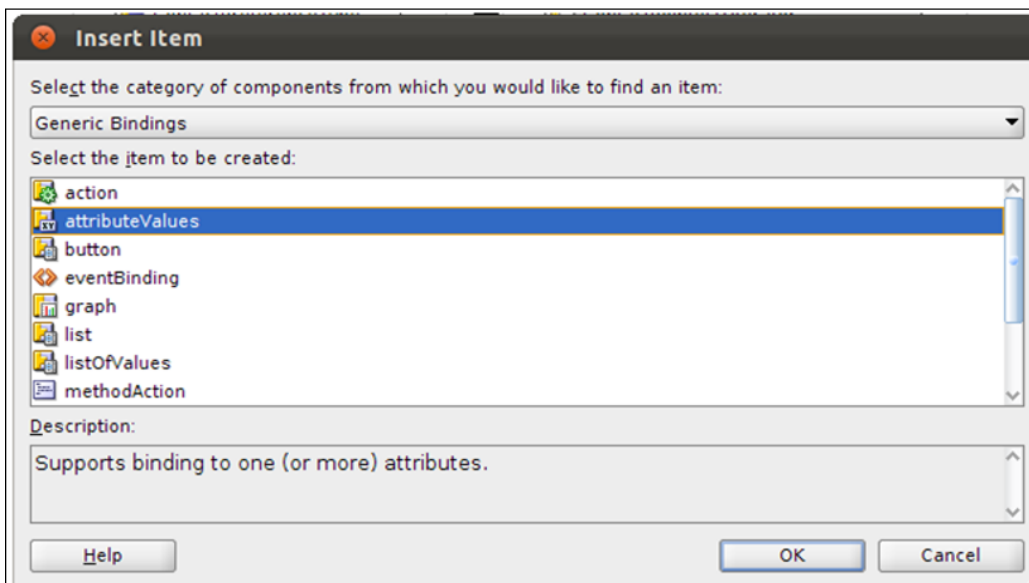 Insert Item
Select the category of components from which you would like to find an item:
Generic Bindings
Select the item to be created:
action
attributeValues
button
eventBinding
graph
list
listOfValues
methodAction
Description:
Supports binding to one (or more) attributes.
Help OK Cancel